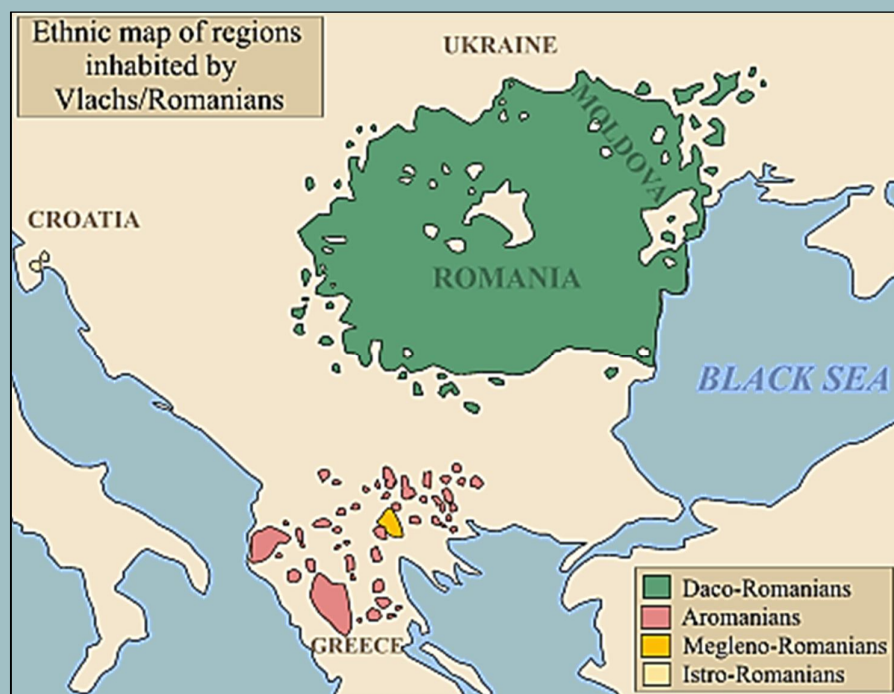 Ethnic map of regions
inhabited by
Vlachs/Romanians
UKRAINE
MOLDOVA
CROATIA
ROMANIA
BLACK SEA
GREECE
Daco-Romanians
Aromanians
Megleno-Romanians
Istro-Romanians